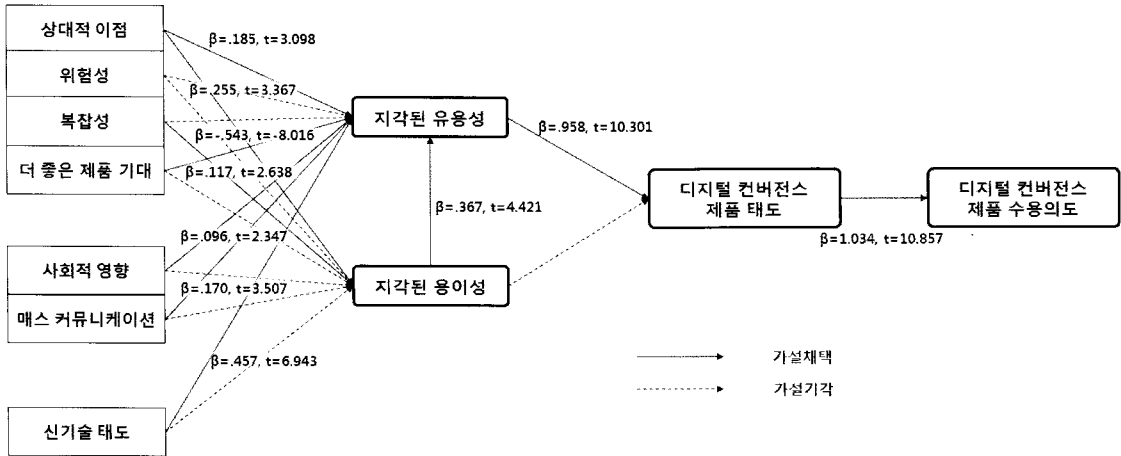 상대적 이점
β=.185, t=3.098
위험성
β=.255, t=3.367
복잡성
지각된 유용성
β=.958, t=10.301
β=-.543, t=-8.016
더 좋은 제품 기대
β=.117, t=2.638
디지털 컨버전스
제품 태도
디지털 컨버전스
제품 수용의도
β=.367, t=4.421
β=.096, t=2.347
β=1.034, t=10.857
사회적 영향
지각된 용이성
β=.170, t=3.507
매스 커뮤니케이션
β=.457, t=6.943
가설채택
가설기각
신기술 태도